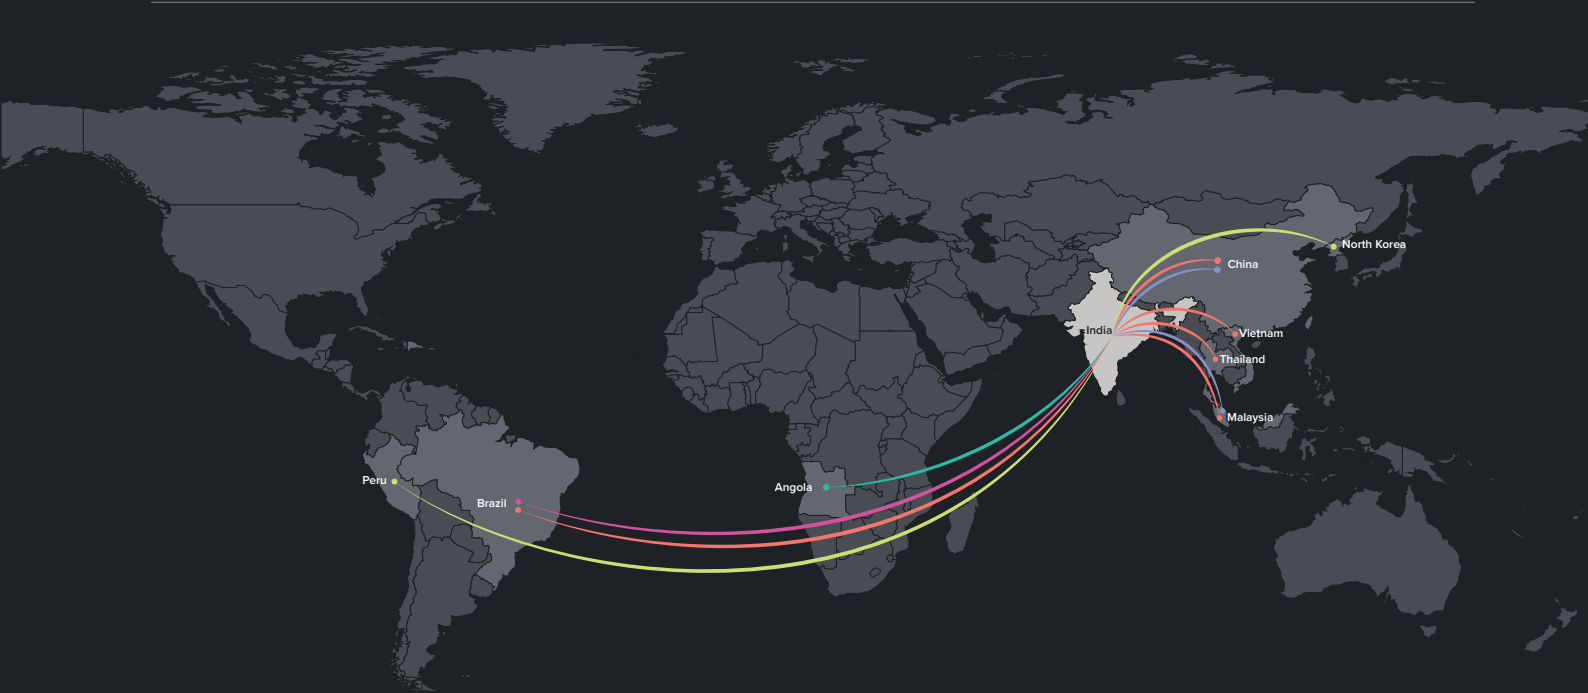 North Korea
China
India
Vietnam
Thailand
Malaysia
Peru
Angola
Brazil